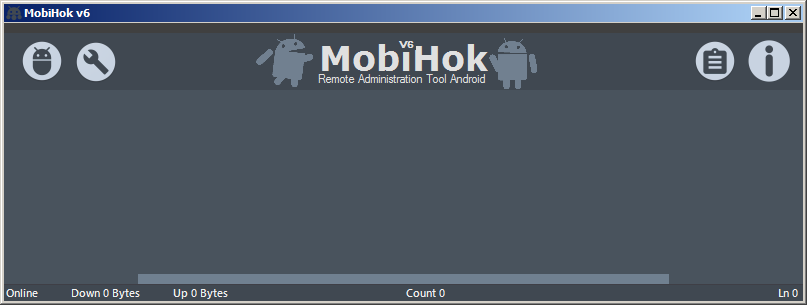 MobiHok v6
V6
MobiHok
Remote Administration Tool Android
Online Down 0 Bytes Up 0 Bytes Count 0 Ln 0